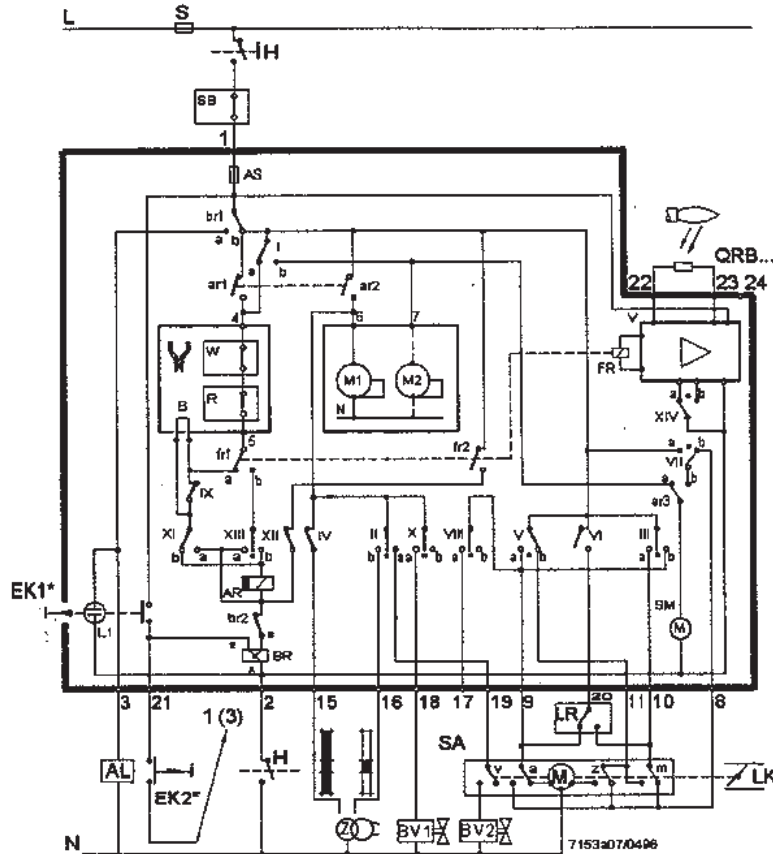 L
S
H
SB
1
AS
br1
a
b
I
a
b
QRB...
22
23
24
ar1
ar2
4
6
7
V
W
R
M1
M2
FR
N
B
a
b
XIV
5
fr1
a
b
fr2
a
b
VII
b
a
ar3
IX
XI
XIII
XII
IV
II
X
VIII
V
VI
III
b
a
a
b
b
a
a
b
a
b
a
b
a
b
AR
SM
EK1*
L1
br2
M
BR
3
21
2
15
16
18
17
19
9
20
11
10
8
1 (3)
LR
SA
AL
H
v
a
M
z
m
LK
EK2*
Z
BV1
BV2
N
7153a07/0496